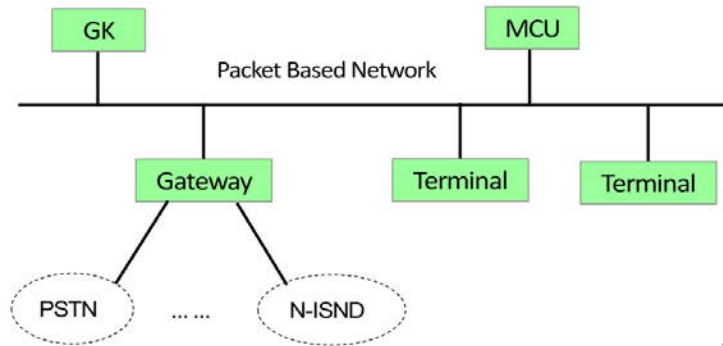 GK
MCU
Packet Based Network
Gateway
Terminal
Terminal
PSTN
... ...
N-ISND